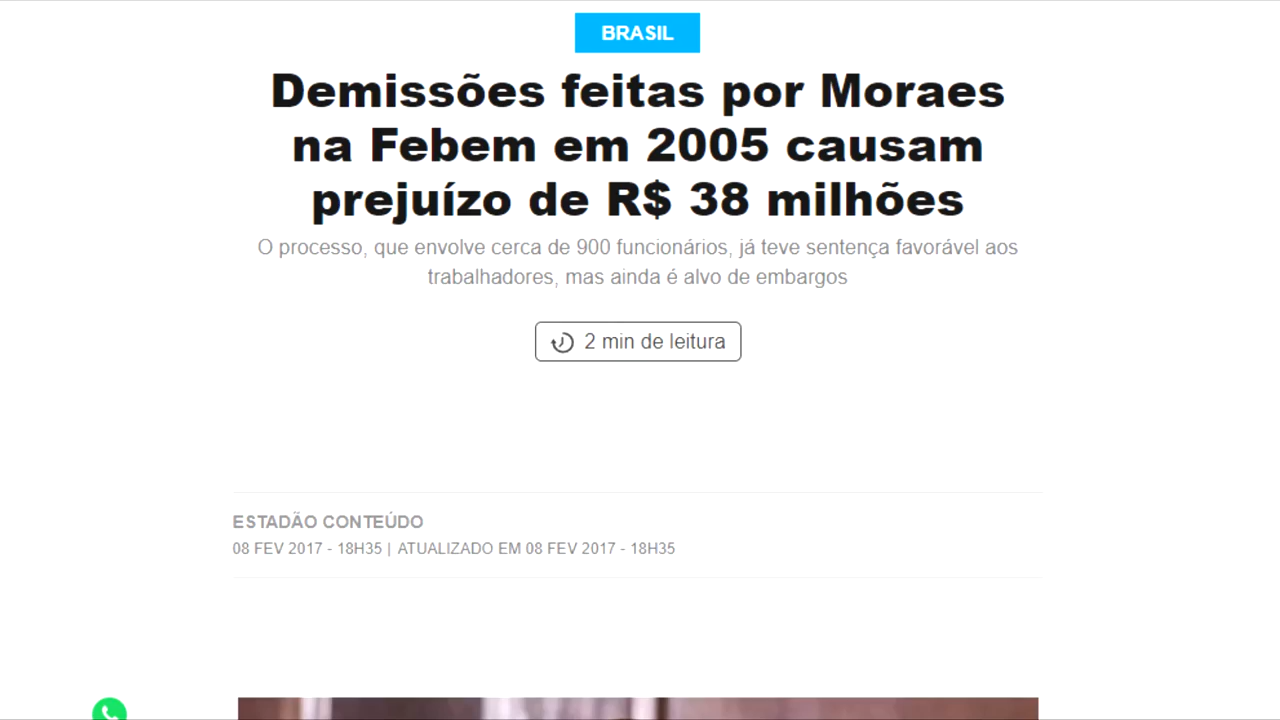 BRASIL
Demissões feitas por Moraes
na Febem em 2005 causam
prejuízo de R$ 38 milhões
O processo, que envolve cerca de 900 funcionários, já teve sentença favorável aos
trabalhadores, mas ainda é alvo de embargos
2 min de leitura
ESTADÃO CONTEÚDO
08 FEV 2017 - 18H35 | ATUALIZADO EM 08 FEV 2017 - 18H35